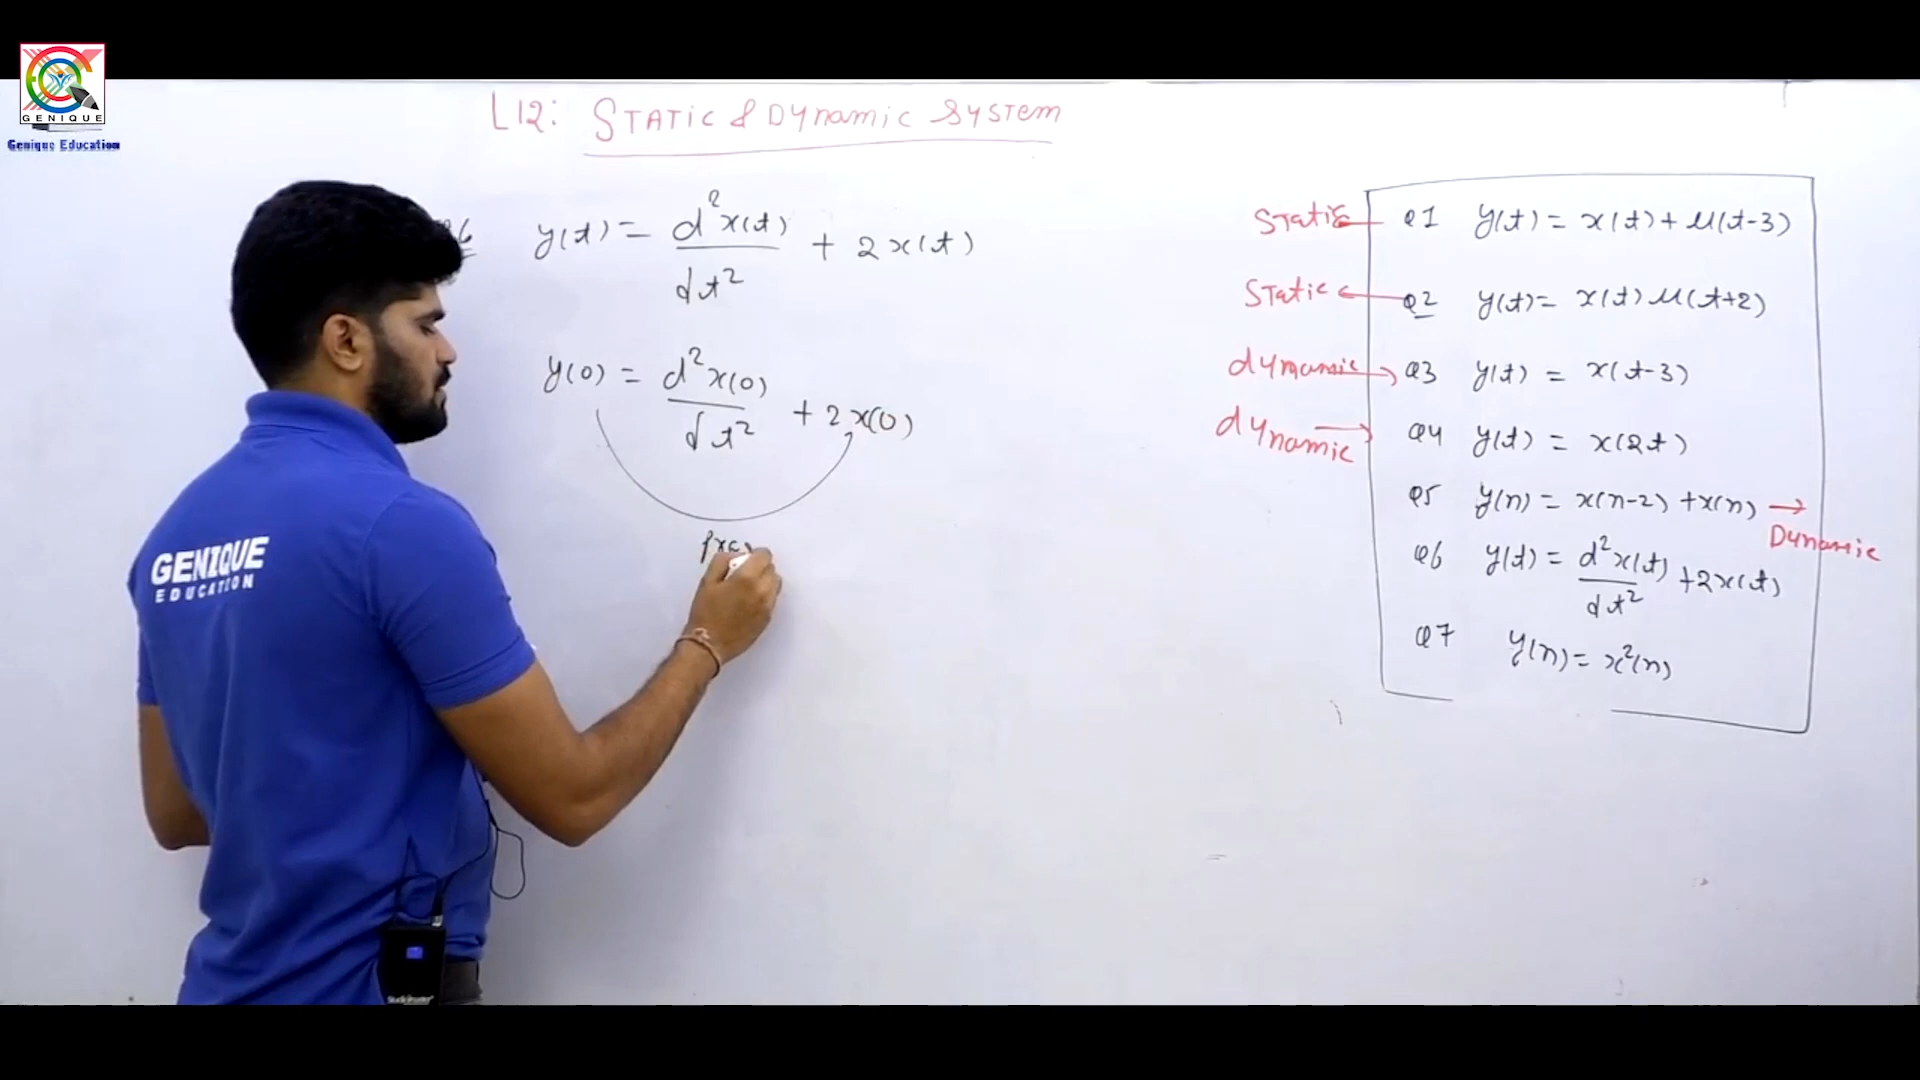 GENIQUE
Genique Education
L12: STATIC & DYNAMIC SYSTEM
y(t) = d²x(t)/dt² + 2x(t)
y(0) = d²x(0)/dt² + 2x(0)
GENIQUE
EDUCATION
Static Q1 y(t) = x(t) + u(t-3)
Static Q2 y(t) = x(t) u(t+2)
dynamic Q3 y(t) = x(t-3)
dynamic Q4 y(t) = x(2t)
Q5 y(n) = x(n-2) + x(n) → Dynamic
Q6 y(t) = d²x(t)/dt² + 2x(t)
Q7 y(n) = x²(n)